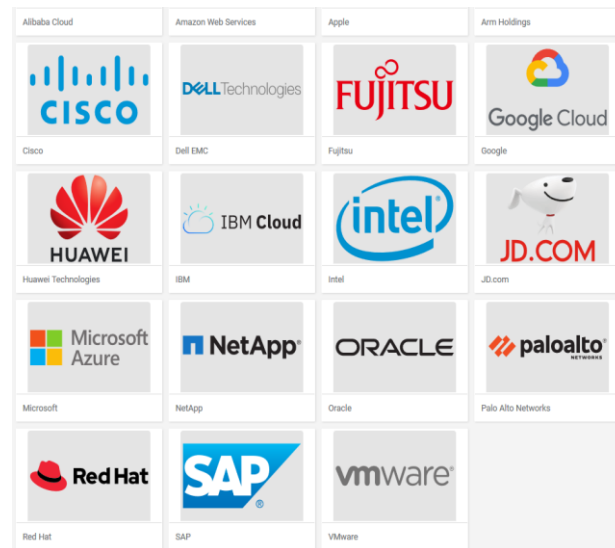 Alibaba Cloud
Amazon Web Services
Apple
Arm Holdings
CISCO
DELLTechnologies
FUJITSU
Google Cloud
Cisco
Dell EMC
Fujitsu
Google
HUAWEI
IBM Cloud
intel®
JD.COM
Huawei Technologies
IBM
Intel
JD.com
Microsoft
Azure
NetApp®
ORACLE
paloalto®
NETWORKS
Microsoft
NetApp
Oracle
Palo Alto Networks
Red Hat
SAP®
vmware®
Red Hat
SAP
VMware